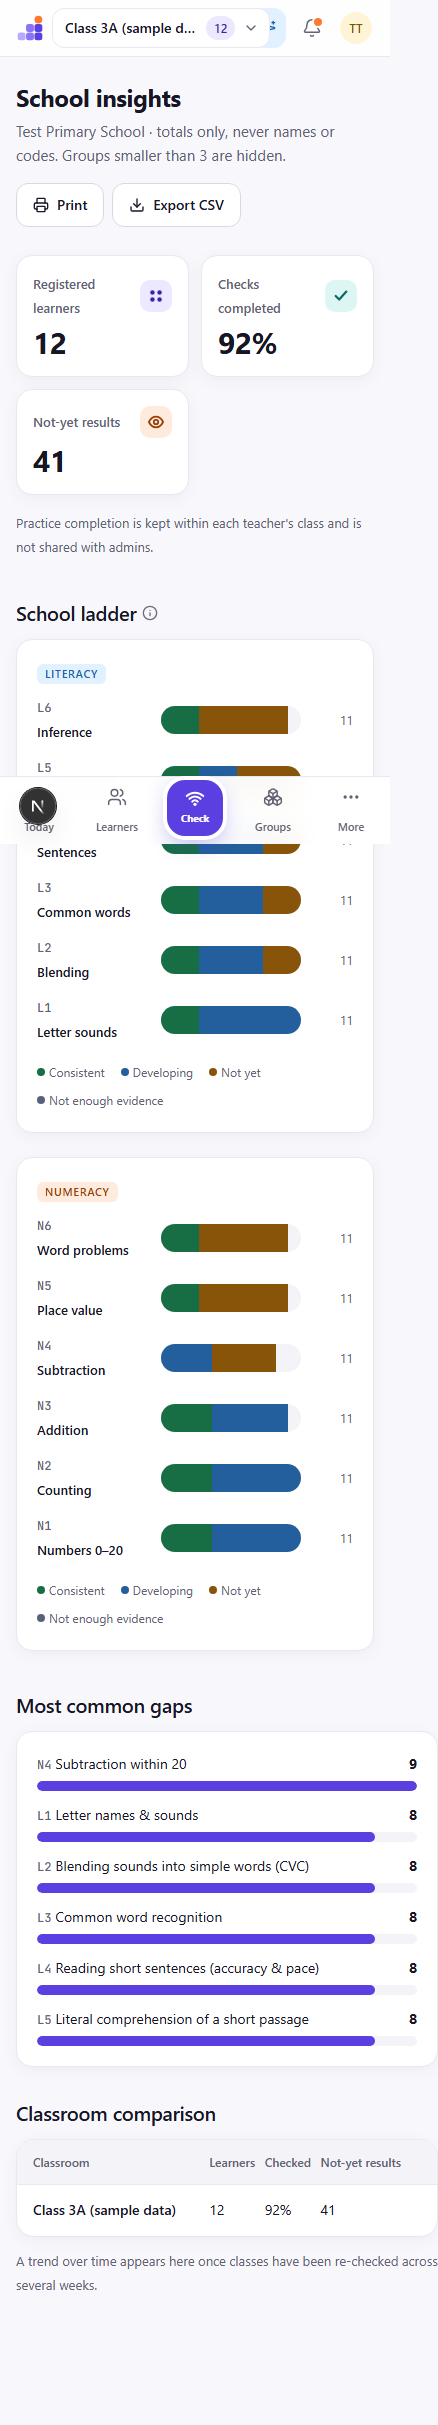 Class 3A (sample d... 12
TT
School insights
Test Primary School · totals only, never names or
codes. Groups smaller than 3 are hidden.
Print
Export CSV
Registered
learners
12
Checks
completed
92%
Not-yet results
41
Practice completion is kept within each teacher's class and is
not shared with admins.
School ladder
LITERACY
L6
Inference
11
L5
N
Today
Learners
Check
Groups
More
Sentences
L3
Common words
11
L2
Blending
11
L1
Letter sounds
11
Consistent
Developing
Not yet
Not enough evidence
NUMERACY
N6
Word problems
11
N5
Place value
11
N4
Subtraction
11
N3
Addition
11
N2
Counting
11
N1
Numbers 0–20
11
Consistent
Developing
Not yet
Not enough evidence
Most common gaps
N4 Subtraction within 20 9
L1 Letter names & sounds 8
L2 Blending sounds into simple words (CVC) 8
L3 Common word recognition 8
L4 Reading short sentences (accuracy & pace) 8
L5 Literal comprehension of a short passage 8
Classroom comparison
Classroom Learners Checked Not-yet results
Class 3A (sample data) 12 92% 41
A trend over time appears here once classes have been re-checked across
several weeks.